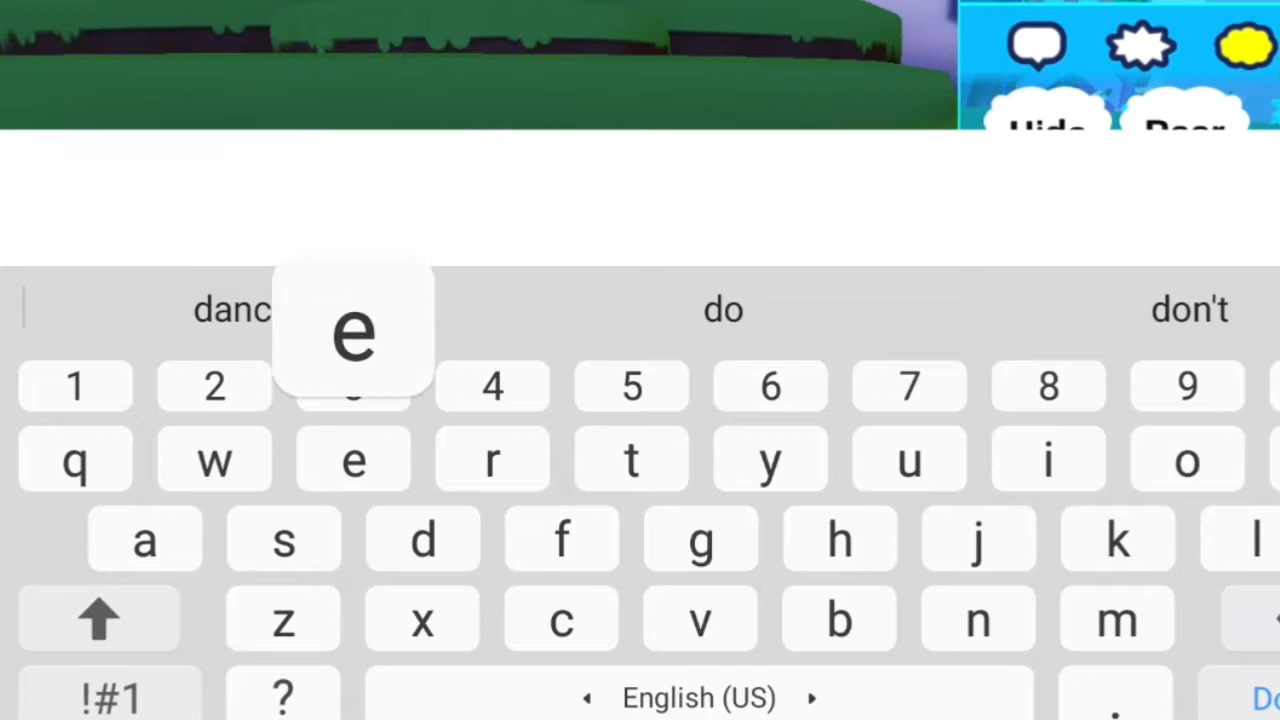 danc e do don't
1 2 4 5 6 7 8 9
q w e r t y u i o
a s d f g h j k l
z x c v b n m
!#1 ? English (US) .